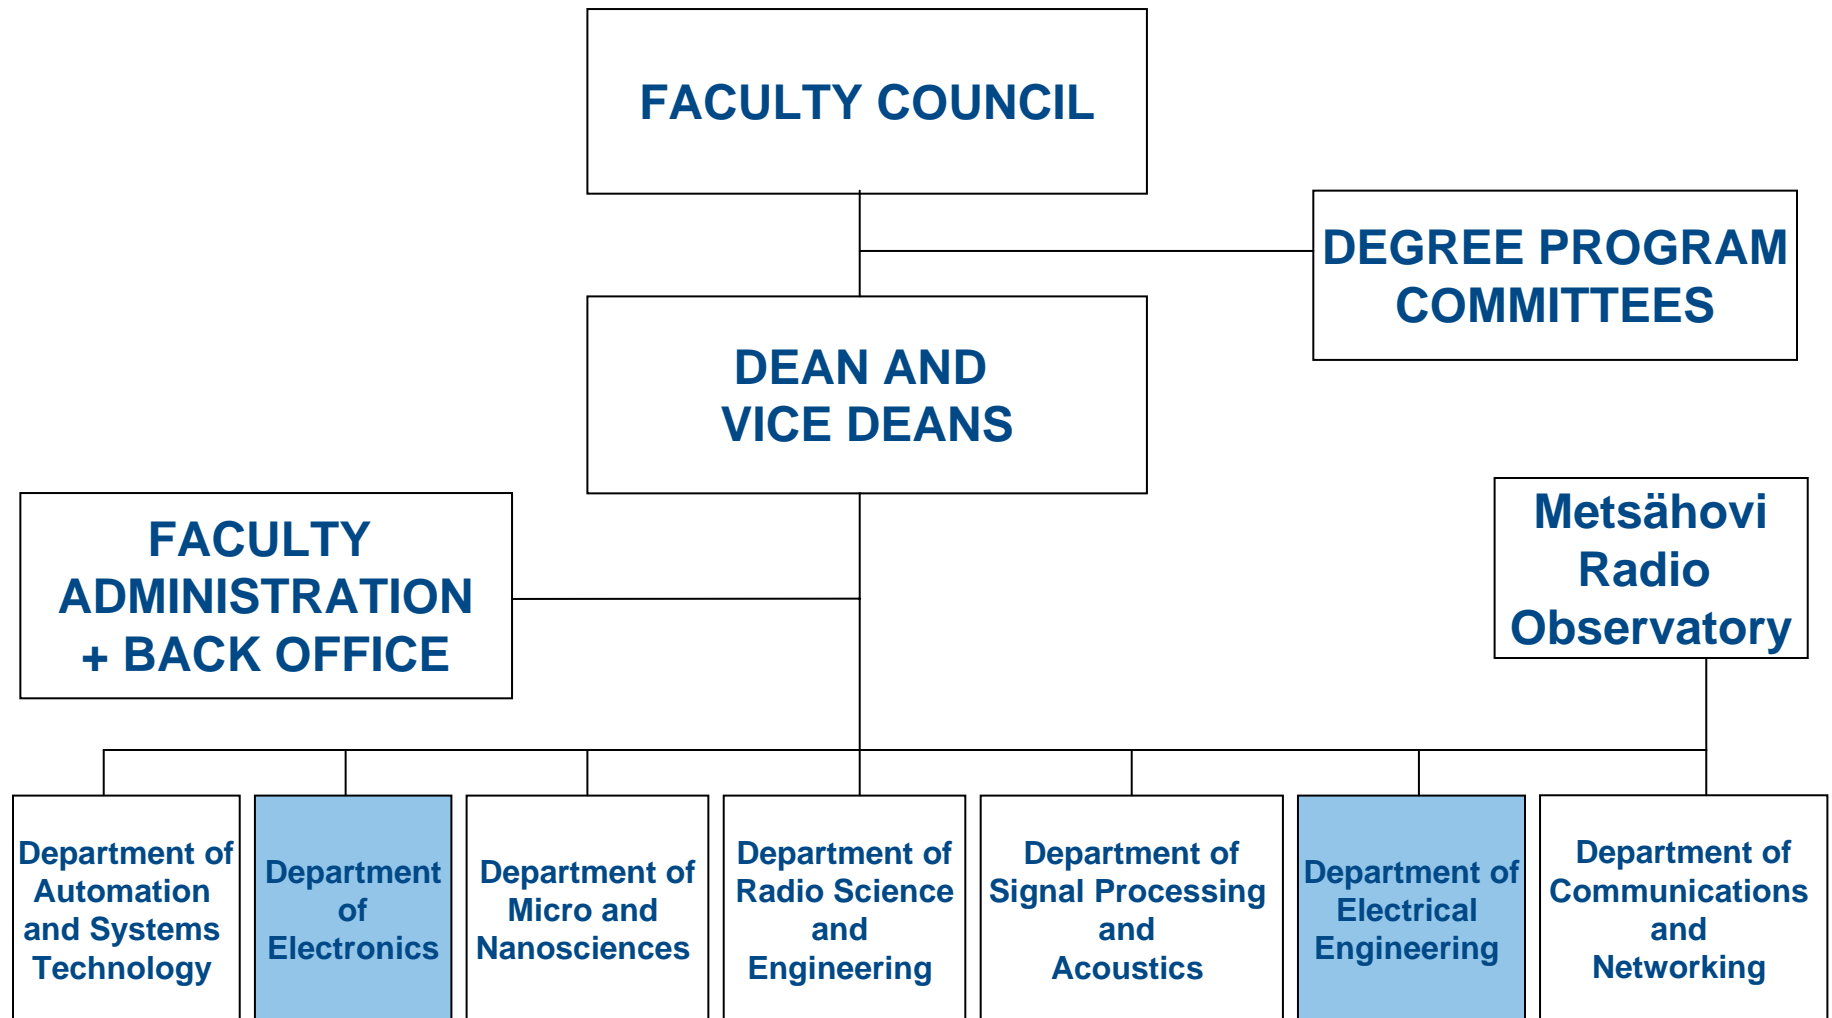 FACULTY COUNCIL
DEGREE PROGRAM
COMMITTEES
DEAN AND
VICE DEANS
FACULTY
ADMINISTRATION
+ BACK OFFICE
Metsähovi
Radio
Observatory
Department of
Automation
and Systems
Technology
Department
of
Electronics
Department of
Micro and
Nanosciences
Department of
Radio Science
and
Engineering
Department of
Signal Processing
and
Acoustics
Department of
Electrical
Engineering
Department of
Communications
and
Networking